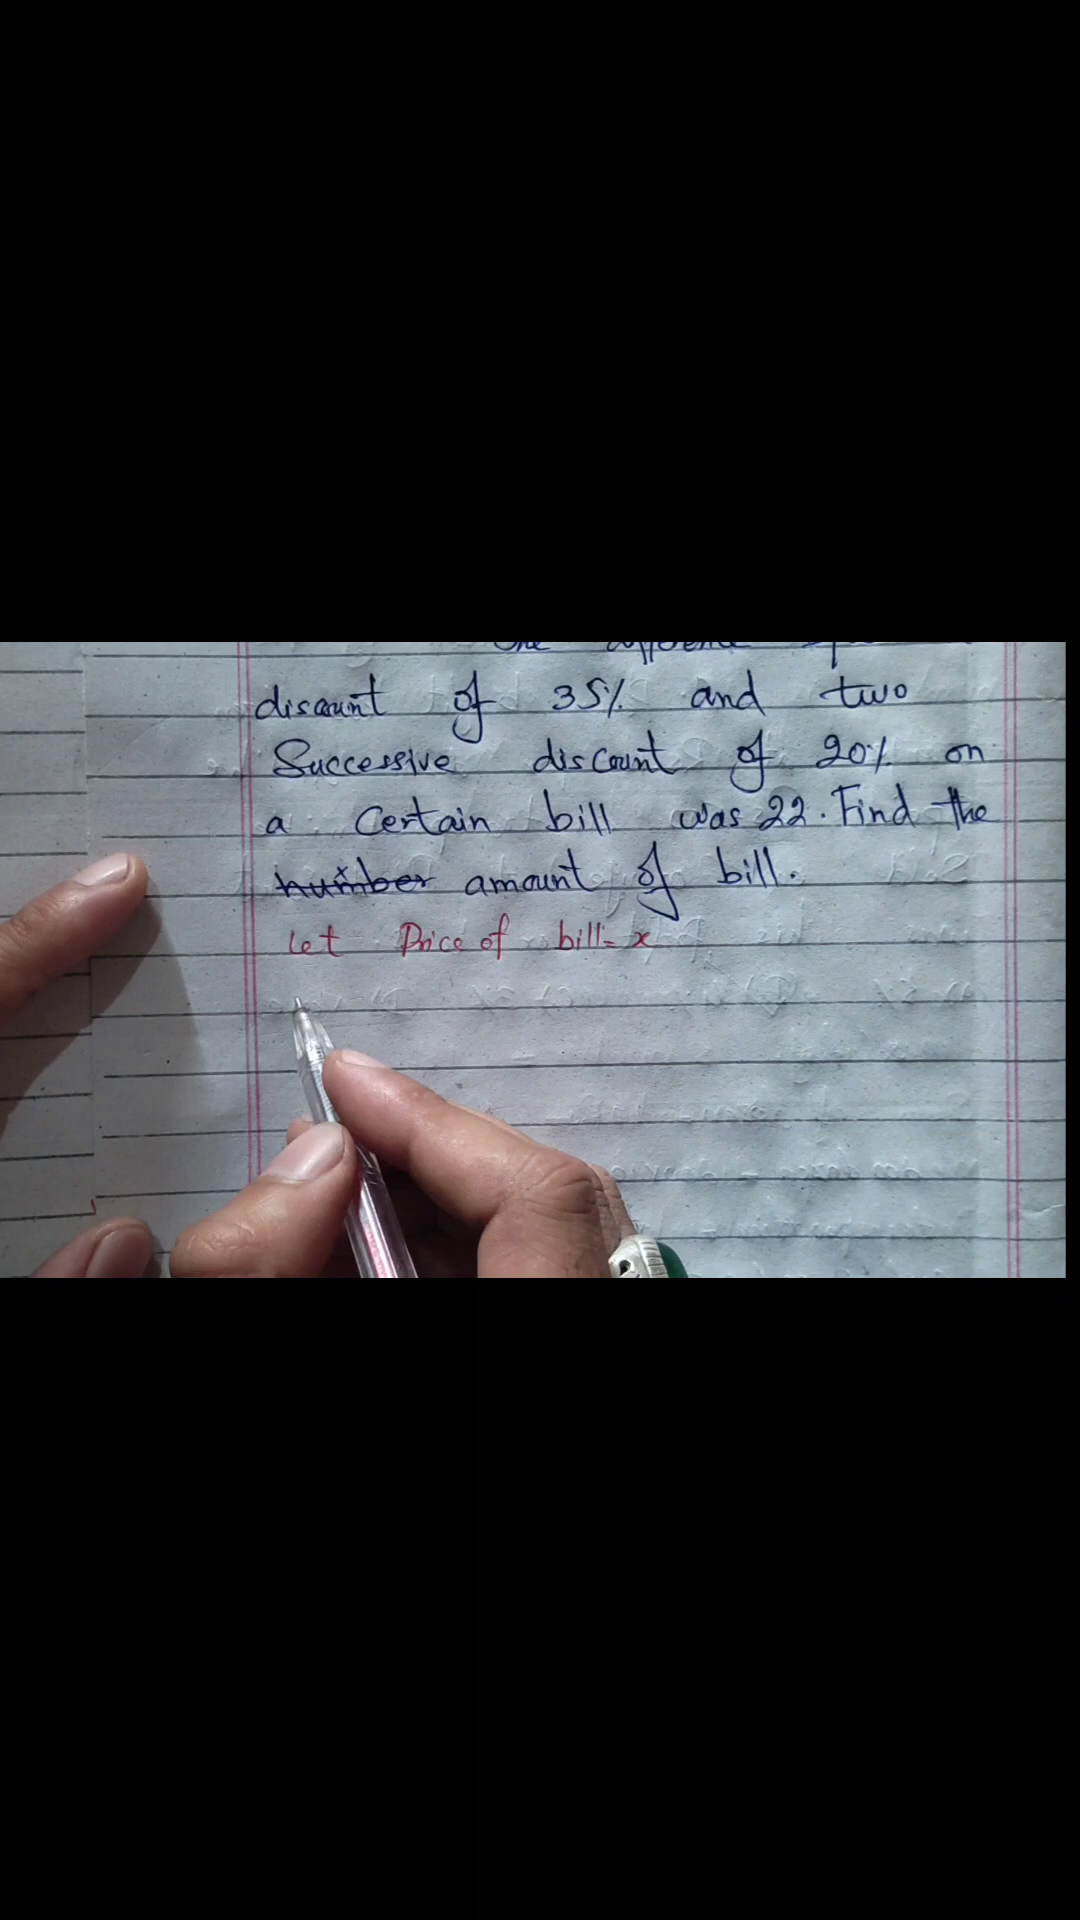 discount of 35% and two
Successive discount of 20% on
a certain bill was 22. Find the
number amount of bill.
Let Price of bill = x